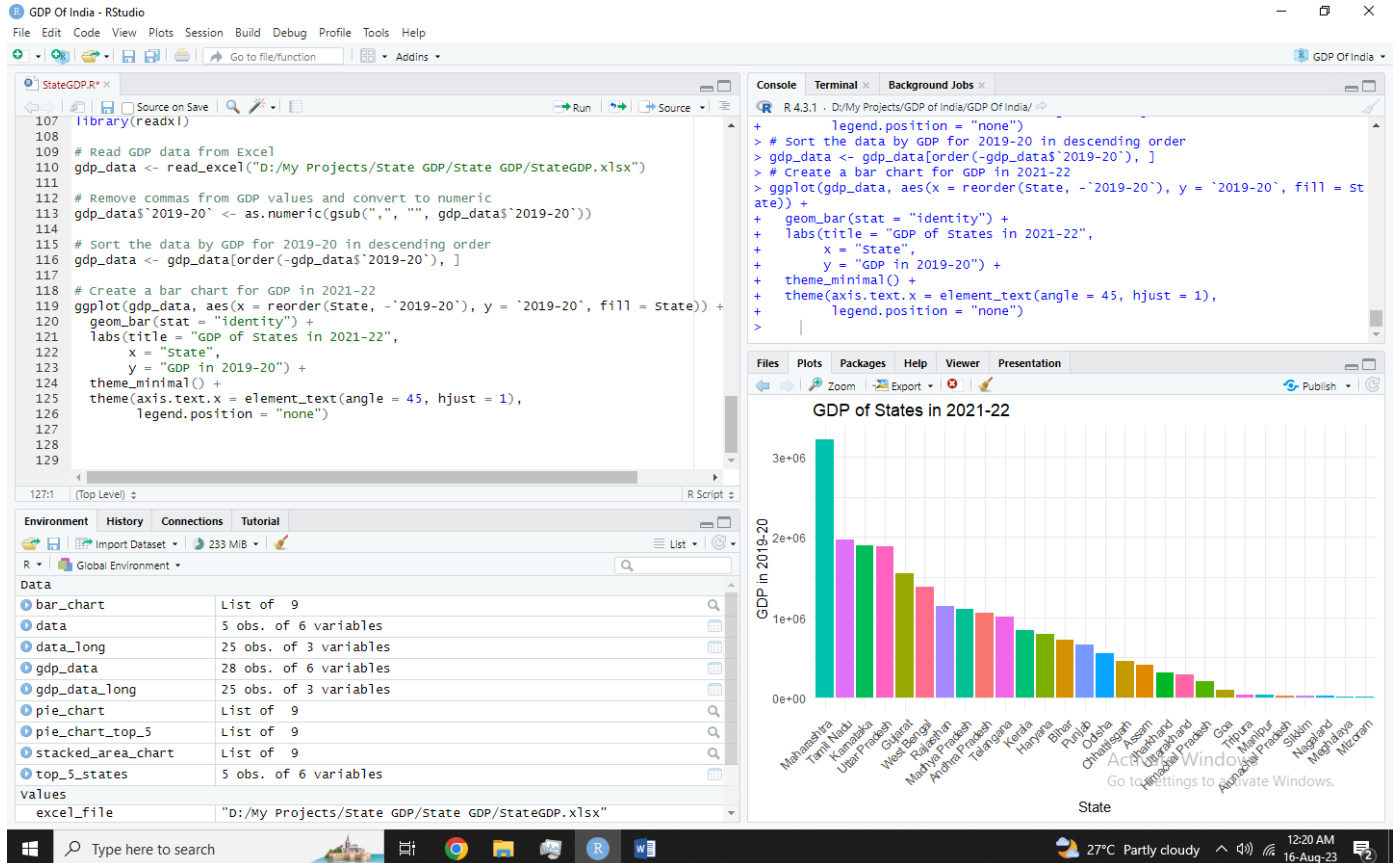 GDP Of India - RStudio
File Edit Code View Plots Session Build Debug Profile Tools Help
Go to file/function Addins GDP Of India
StateGDP.R*
Source on Save Run Source
107 library(readxl)
108
109 # Read GDP data from Excel
110 gdp_data <- read_excel("D:/My Projects/State GDP/State GDP/StateGDP.xlsx")
111
112 # Remove commas from GDP values and convert to numeric
113 gdp_data$`2019-20` <- as.numeric(gsub(",", "", gdp_data$`2019-20`))
114
115 # Sort the data by GDP for 2019-20 in descending order
116 gdp_data <- gdp_data[order(-gdp_data$`2019-20`), ]
117
118 # Create a bar chart for GDP in 2021-22
119 ggplot(gdp_data, aes(x = reorder(State, -`2019-20`), y = `2019-20`, fill = State)) +
120 geom_bar(stat = "identity") +
121 labs(title = "GDP of States in 2021-22",
122 x = "State",
123 y = "GDP in 2019-20") +
124 theme_minimal() +
125 theme(axis.text.x = element_text(angle = 45, hjust = 1),
126 legend.position = "none")
127
128
129
127:1 (Top Level) R Script
Environment History Connections Tutorial
Import Dataset 233 MiB List
R Global Environment
Data
bar_chart List of 9
data 5 obs. of 6 variables
data_long 25 obs. of 3 variables
gdp_data 28 obs. of 6 variables
gdp_data_long 25 obs. of 3 variables
pie_chart List of 9
pie_chart_top_5 List of 9
stacked_area_chart List of 9
top_5_states 5 obs. of 6 variables
Values
excel_file "D:/My Projects/State GDP/State GDP/StateGDP.xlsx"
Console Terminal Background Jobs
R 4.3.1 · D:/My Projects/GDP of India/GDP Of India/
+ legend.position = "none")
> # Sort the data by GDP for 2019-20 in descending order
> gdp_data <- gdp_data[order(-gdp_data$`2019-20`), ]
> # Create a bar chart for GDP in 2021-22
> ggplot(gdp_data, aes(x = reorder(State, -`2019-20`), y = `2019-20`, fill = St
ate)) +
+ geom_bar(stat = "identity") +
+ labs(title = "GDP of States in 2021-22",
+ x = "State",
+ y = "GDP in 2019-20") +
+ theme_minimal() +
+ theme(axis.text.x = element_text(angle = 45, hjust = 1),
+ legend.position = "none")
>
Files Plots Packages Help Viewer Presentation
Zoom Export Publish
GDP of States in 2021-22
GDP in 2019-20
3e+06
2e+06
1e+06
0e+00
Maharashtra
Tamil Nadu
Karnataka
Uttar Pradesh
Gujarat
West Bengal
Rajasthan
Madhya Pradesh
Andhra Pradesh
Telangana
Kerala
Haryana
Bihar
Punjab
Odisha
Chhattisgarh
Assam
Jharkhand
Uttarakhand
Himachal Pradesh
Goa
Tripura
Manipur
Arunachal Pradesh
Sikkim
Nagaland
Meghalaya
Mizoram
State
Activate Windows
Go to Settings to activate Windows.
Type here to search
27°C Partly cloudy
12:20 AM
16-Aug-23
2